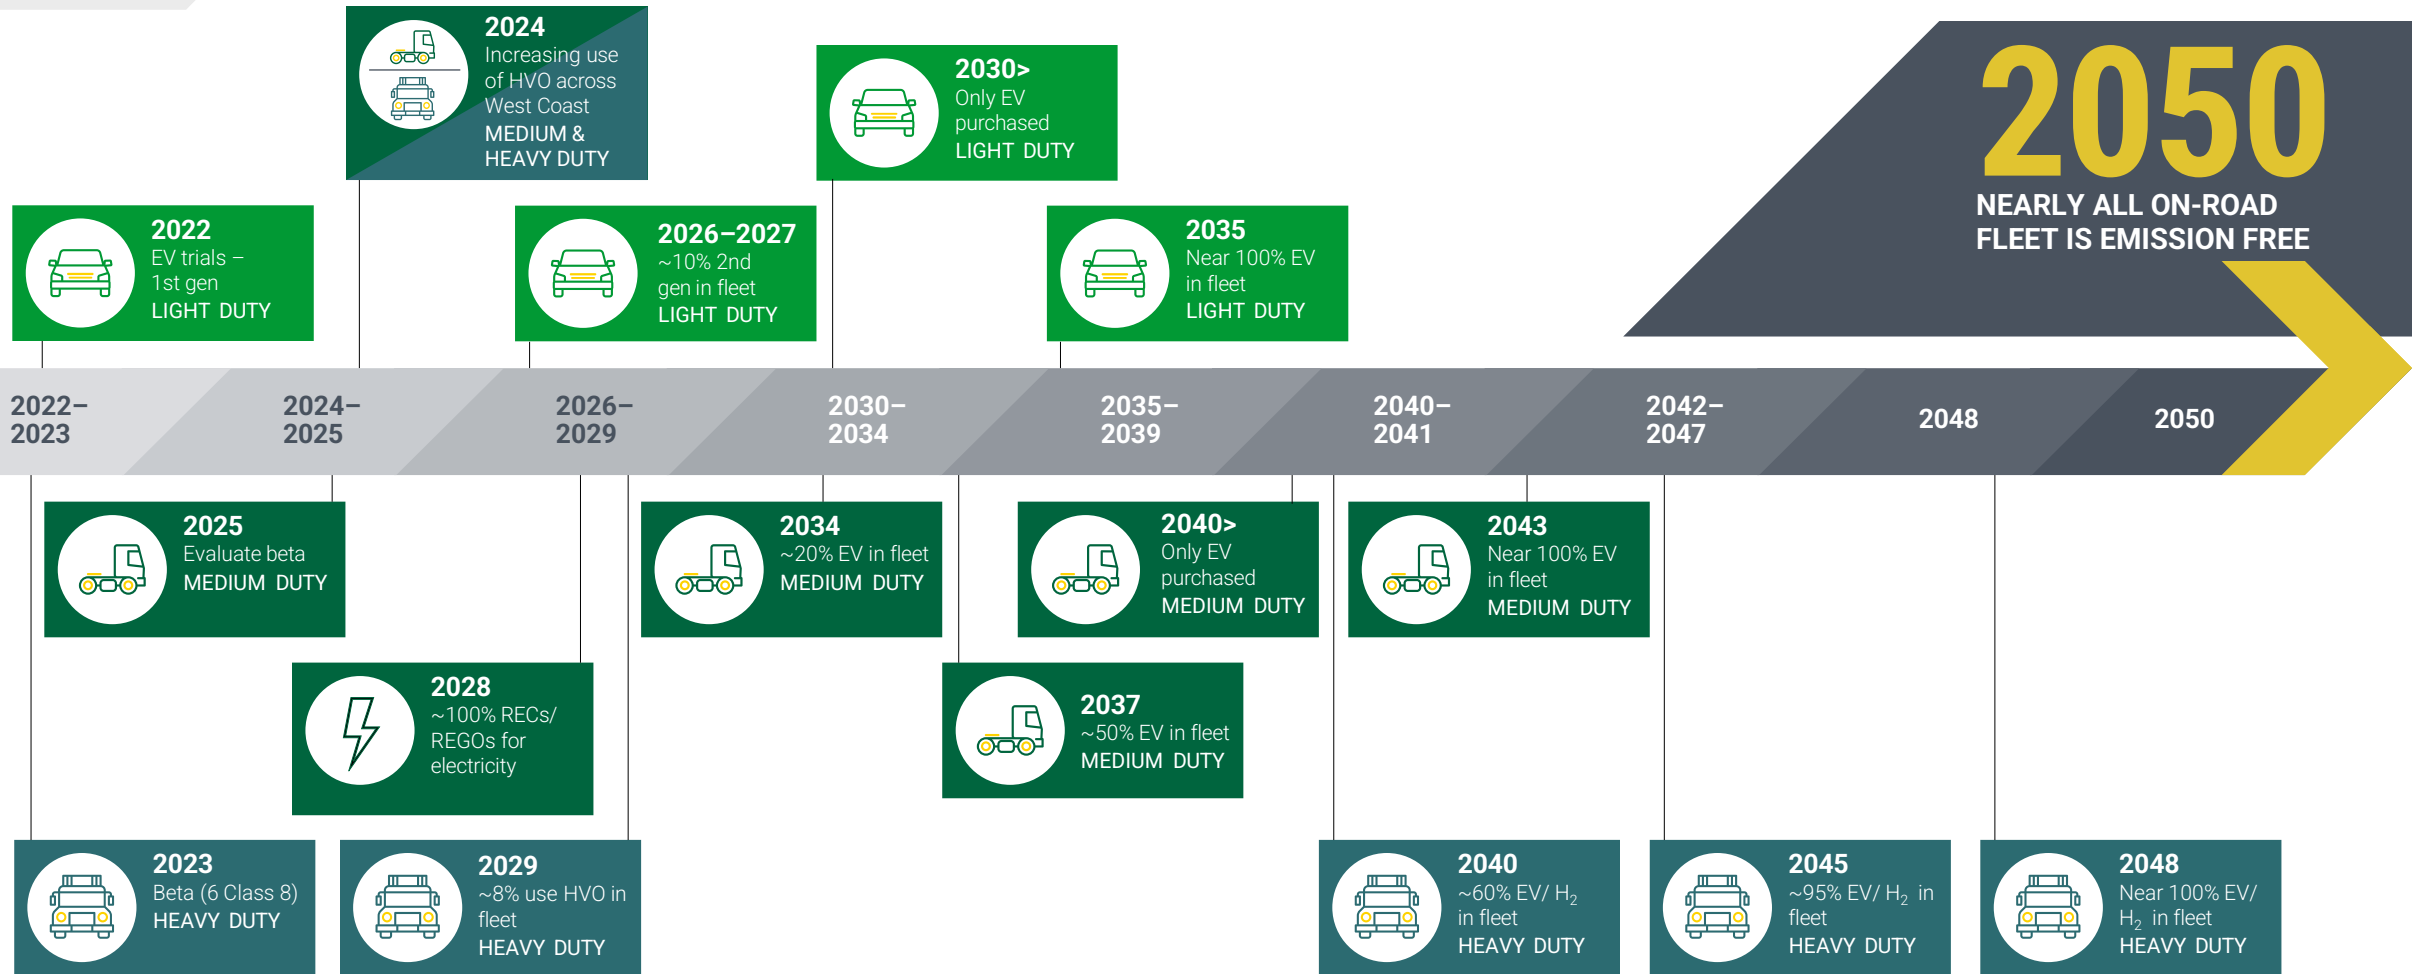 2024
Increasing use
of HVO across
West Coast
MEDIUM &
HEAVY DUTY
2030>
Only EV
purchased
LIGHT DUTY
2050
NEARLY ALL ON-ROAD
FLEET IS EMISSION FREE
2022
EV trials –
1st gen
LIGHT DUTY
2026–2027
~10% 2nd
gen in fleet
LIGHT DUTY
2035
Near 100% EV
in fleet
LIGHT DUTY
2022–
2023
2024–
2025
2026–
2029
2030–
2034
2035–
2039
2040–
2041
2042–
2047
2048
2050
2025
Evaluate beta
MEDIUM DUTY
2034
~20% EV in fleet
MEDIUM DUTY
2040>
Only EV
purchased
MEDIUM DUTY
2043
Near 100% EV
in fleet
MEDIUM DUTY
2028
~100% RECs/
REGOs for
electricity
2037
~50% EV in fleet
MEDIUM DUTY
2023
Beta (6 Class 8)
HEAVY DUTY
2029
~8% use HVO in
fleet
HEAVY DUTY
2040
~60% EV/ H₂
in fleet
HEAVY DUTY
2045
~95% EV/ H₂ in
fleet
HEAVY DUTY
2048
Near 100% EV/
H₂ in fleet
HEAVY DUTY